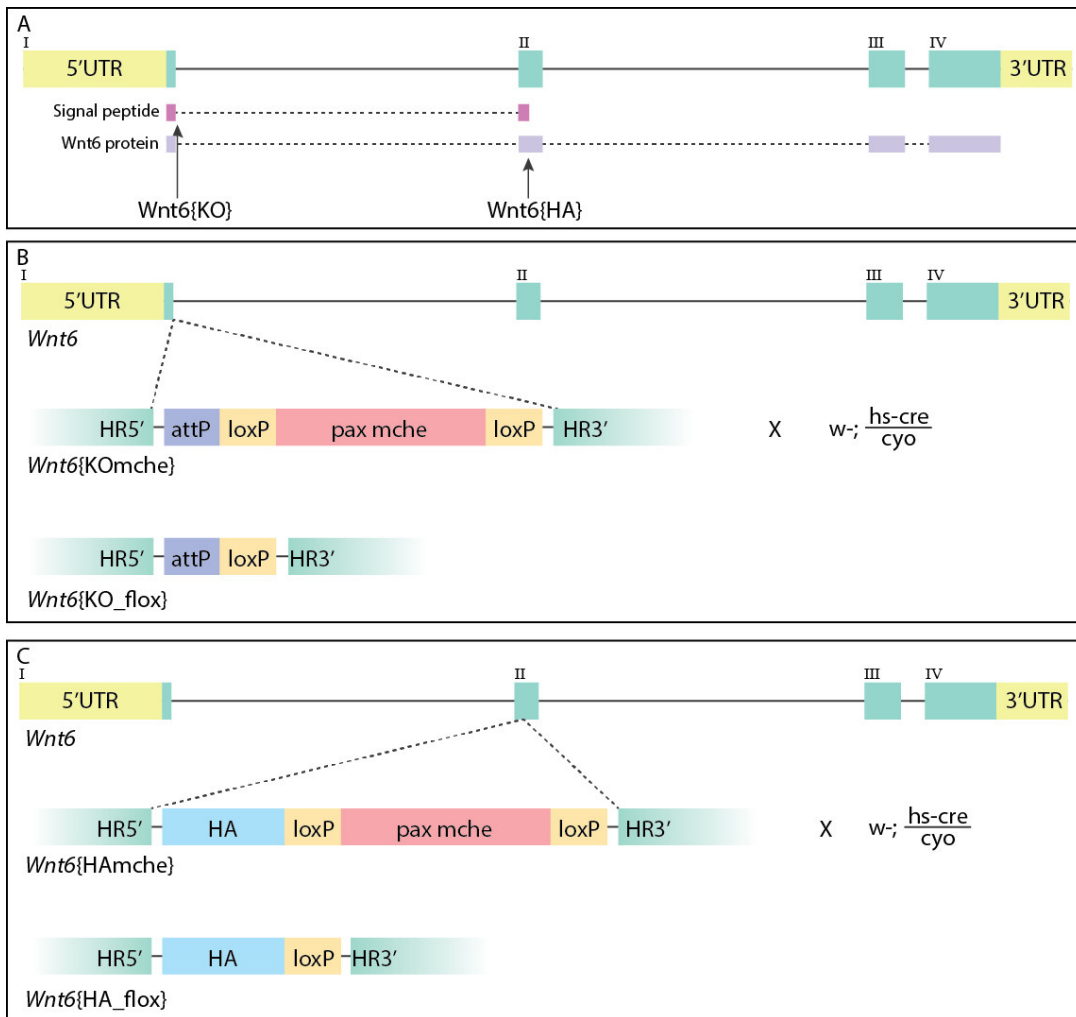 A
I II III IV
5'UTR 3'UTR
Signal peptide
Wnt6 protein
Wnt6{KO} Wnt6{HA}
B
I II III IV
5'UTR 3'UTR
Wnt6
HR5' attP loxP pax mche loxP HR3' X w-; hs-cre
cyo
Wnt6{KOmche}
HR5' attP loxP HR3'
Wnt6{KO_flox}
C
I II III IV
5'UTR 3'UTR
Wnt6
HR5' HA loxP pax mche loxP HR3' X w-; hs-cre
cyo
Wnt6{HAmche}
HR5' HA loxP HR3'
Wnt6{HA_flox}